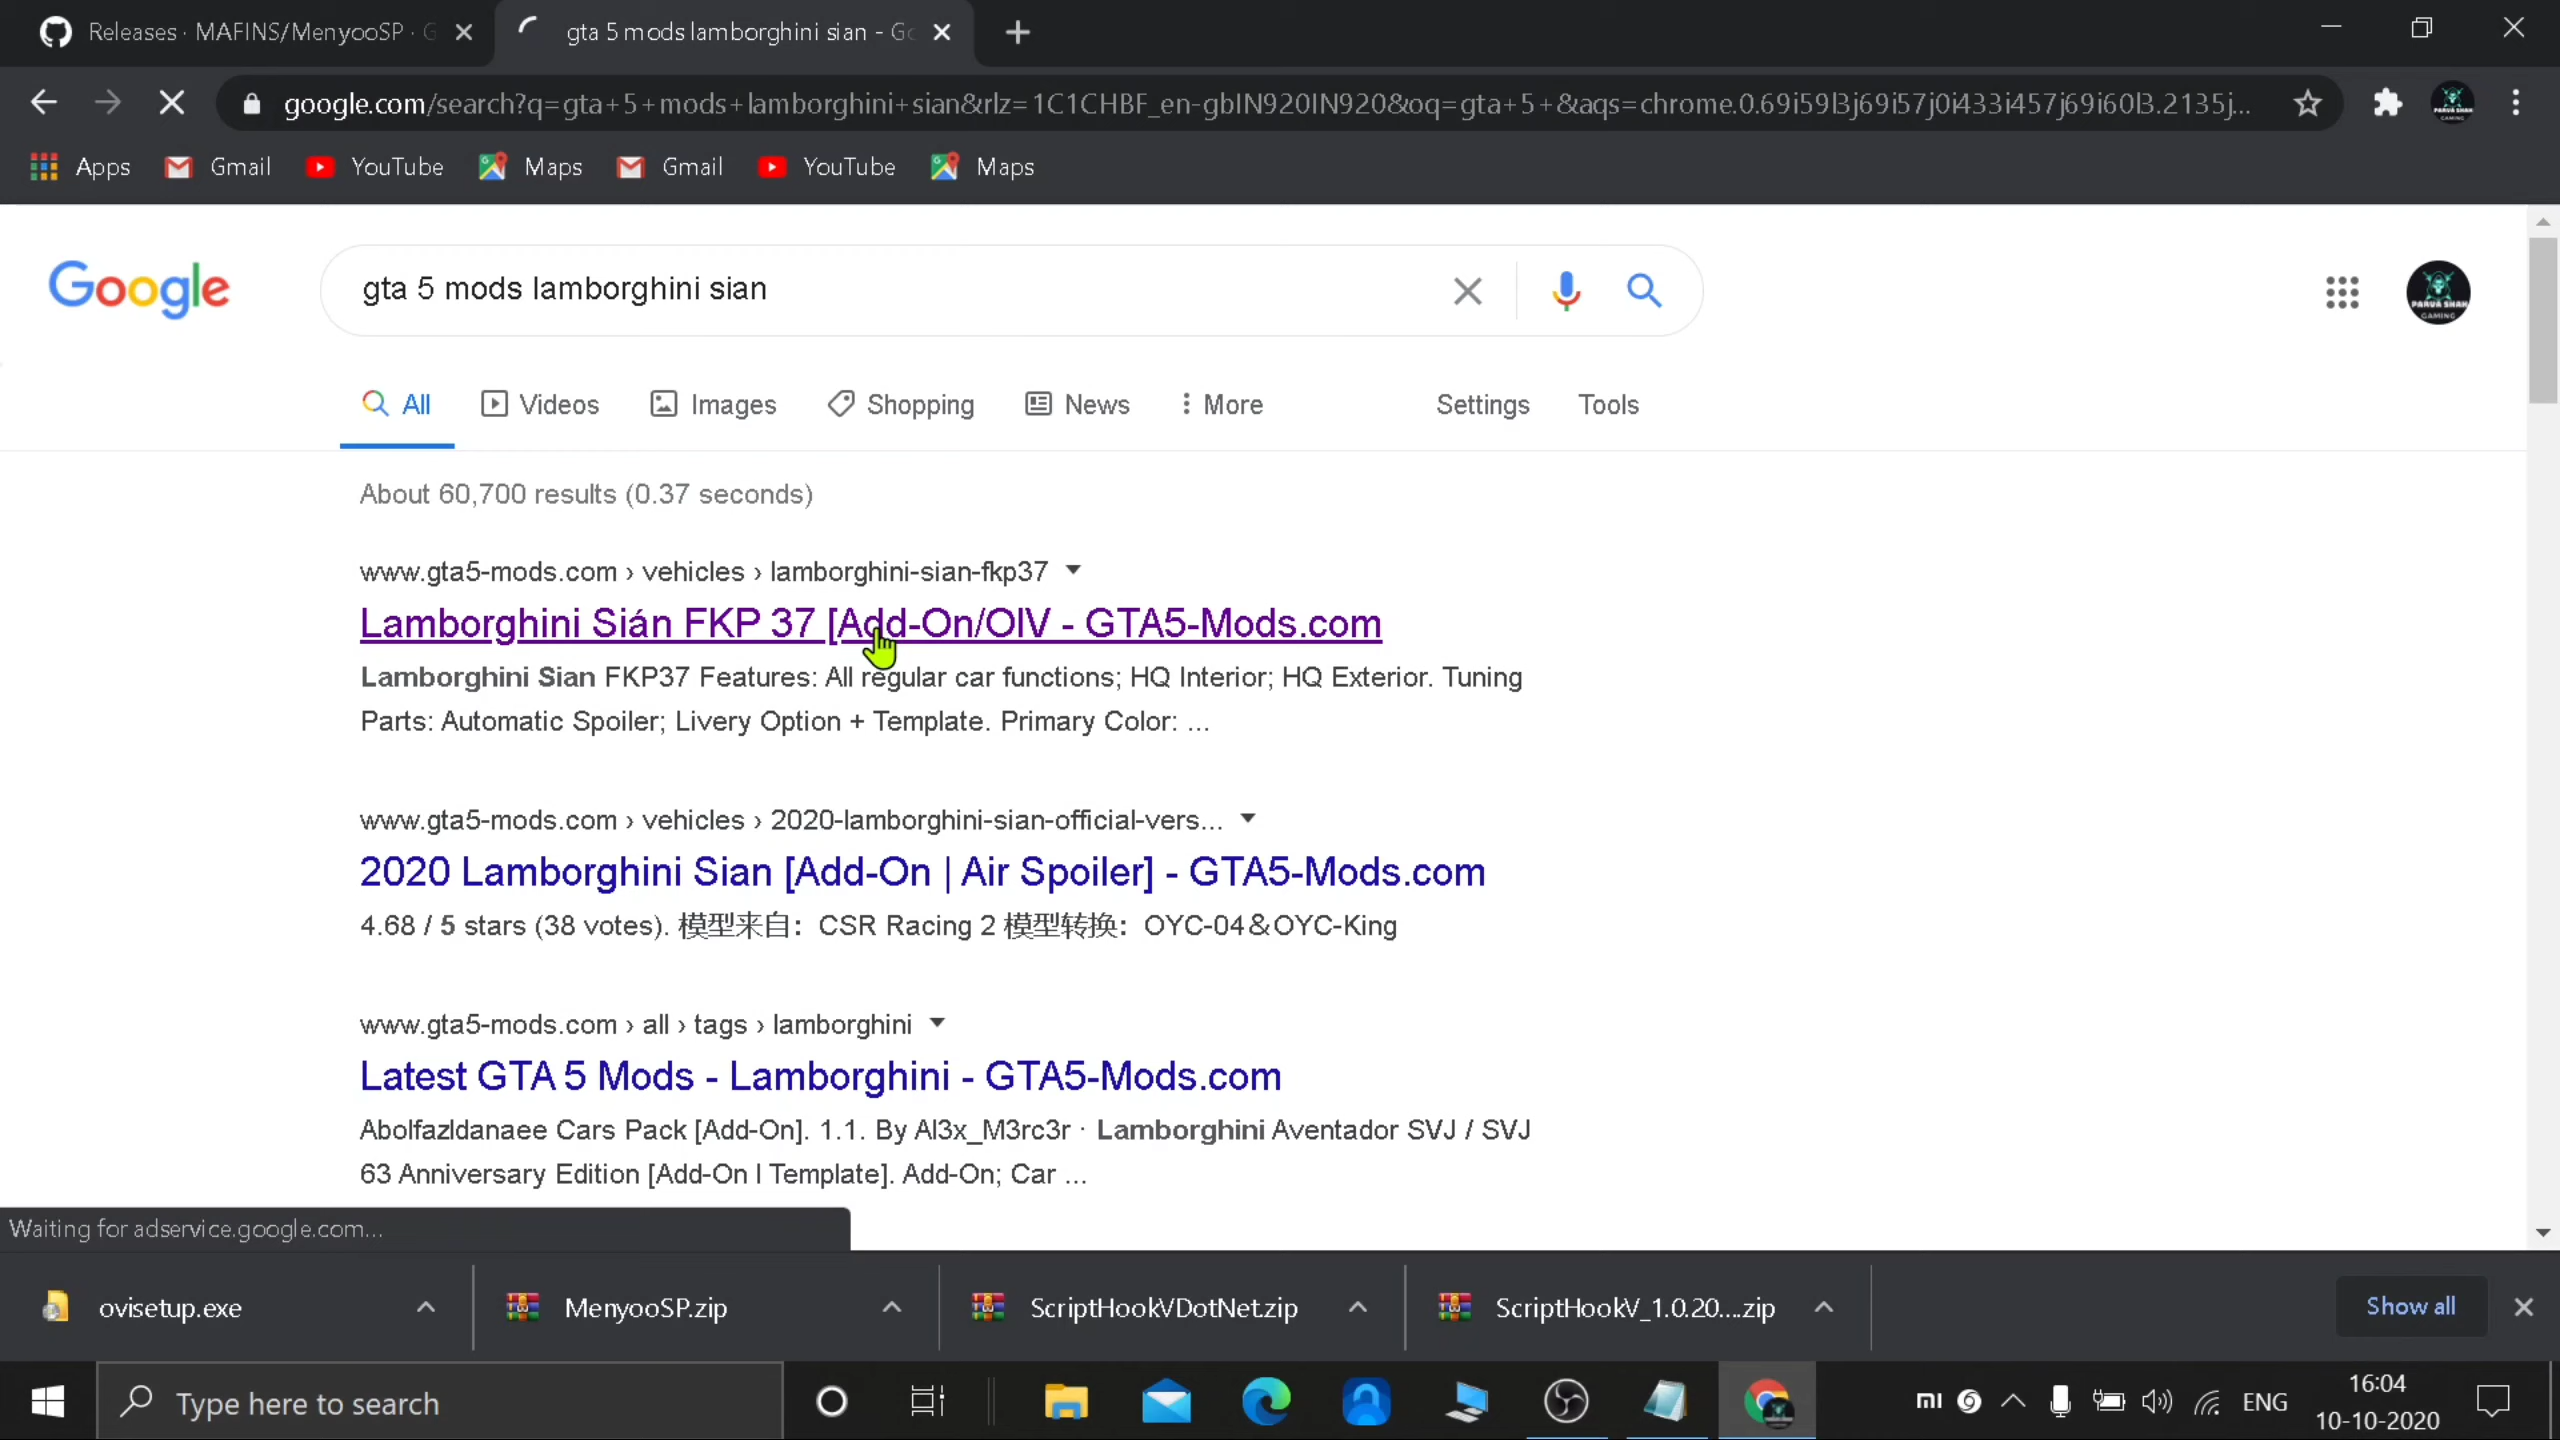 Releases · MAFINS/MenyooSP · G
gta 5 mods lamborghini sian - Go
google.com/search?q=gta+5+mods+lamborghini+sian&rlz=1C1CHBF_en-gbIN920IN920&oq=gta+5+&aqs=chrome.0.69i59l3j69i57j0i433i457j69i60l3.2135j...
Apps Gmail YouTube Maps Gmail YouTube Maps
Google gta 5 mods lamborghini sian
PARVA SHAH
GAMING
All Videos Images Shopping News More Settings Tools
About 60,700 results (0.37 seconds)
www.gta5-mods.com › vehicles › lamborghini-sian-fkp37
Lamborghini Sián FKP 37 [Add-On/OIV - GTA5-Mods.com
Lamborghini Sian FKP37 Features: All regular car functions; HQ Interior; HQ Exterior. Tuning
Parts: Automatic Spoiler; Livery Option + Template. Primary Color: ...
www.gta5-mods.com › vehicles › 2020-lamborghini-sian-official-vers...
2020 Lamborghini Sian [Add-On | Air Spoiler] - GTA5-Mods.com
4.68 / 5 stars (38 votes). 模型来自：CSR Racing 2 模型转换：OYC-04＆OYC-King
www.gta5-mods.com › all › tags › lamborghini
Latest GTA 5 Mods - Lamborghini - GTA5-Mods.com
Abolfazldanaee Cars Pack [Add-On]. 1.1. By Al3x_M3rc3r · Lamborghini Aventador SVJ / SVJ
63 Anniversary Edition [Add-On I Template]. Add-On; Car ...
Waiting for adservice.google.com...
ovisetup.exe MenyooSP.zip ScriptHookVDotNet.zip ScriptHookV_1.0.20....zip Show all
Type here to search
mi ENG
16:04
10-10-2020